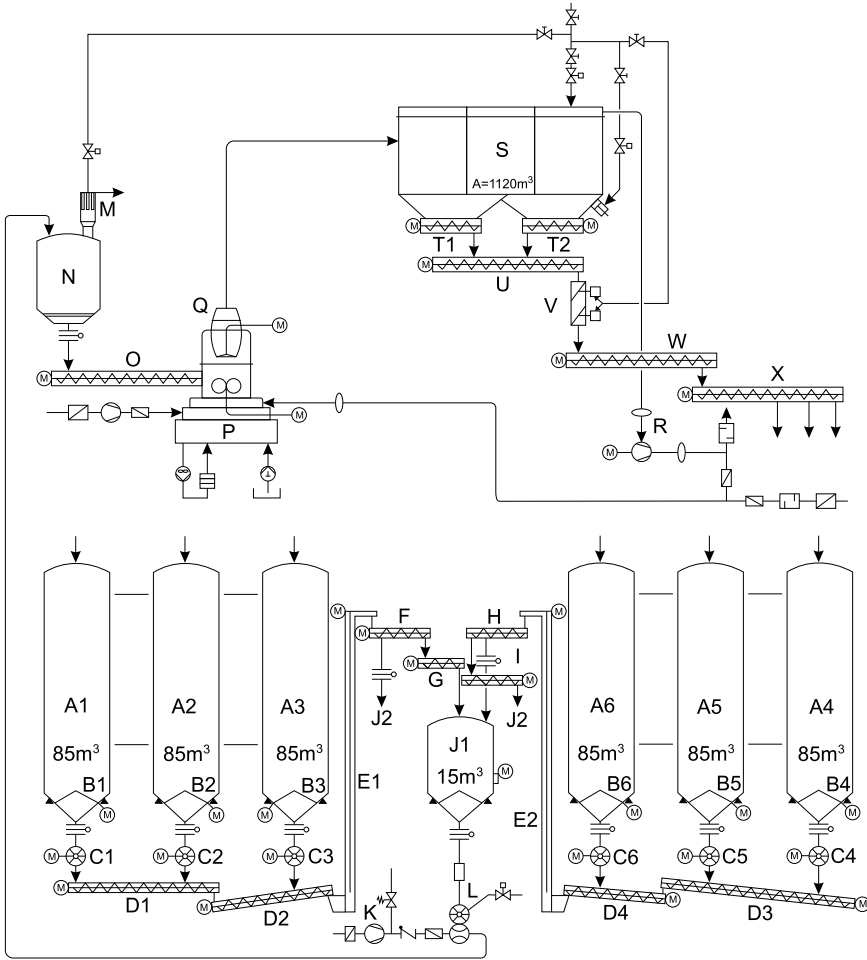 S
A=1120m³
M
M
T1
T2
M
N
M
U
V
Q
M
O
W
M
M
X
M
M
R
P
M
M
F
H
M
M
I
M
G
M
J2
J2
A1
A2
A3
J1
A6
A5
A4
85m³
85m³
85m³
15m³
M
85m³
85m³
85m³
B1
B2
B3
E1
B6
B5
B4
M
M
M
E2
M
M
M
M
C1
M
C2
M
C3
M
C6
M
C5
M
C4
M
D1
L
M
D2
K
D4
M
D3
M